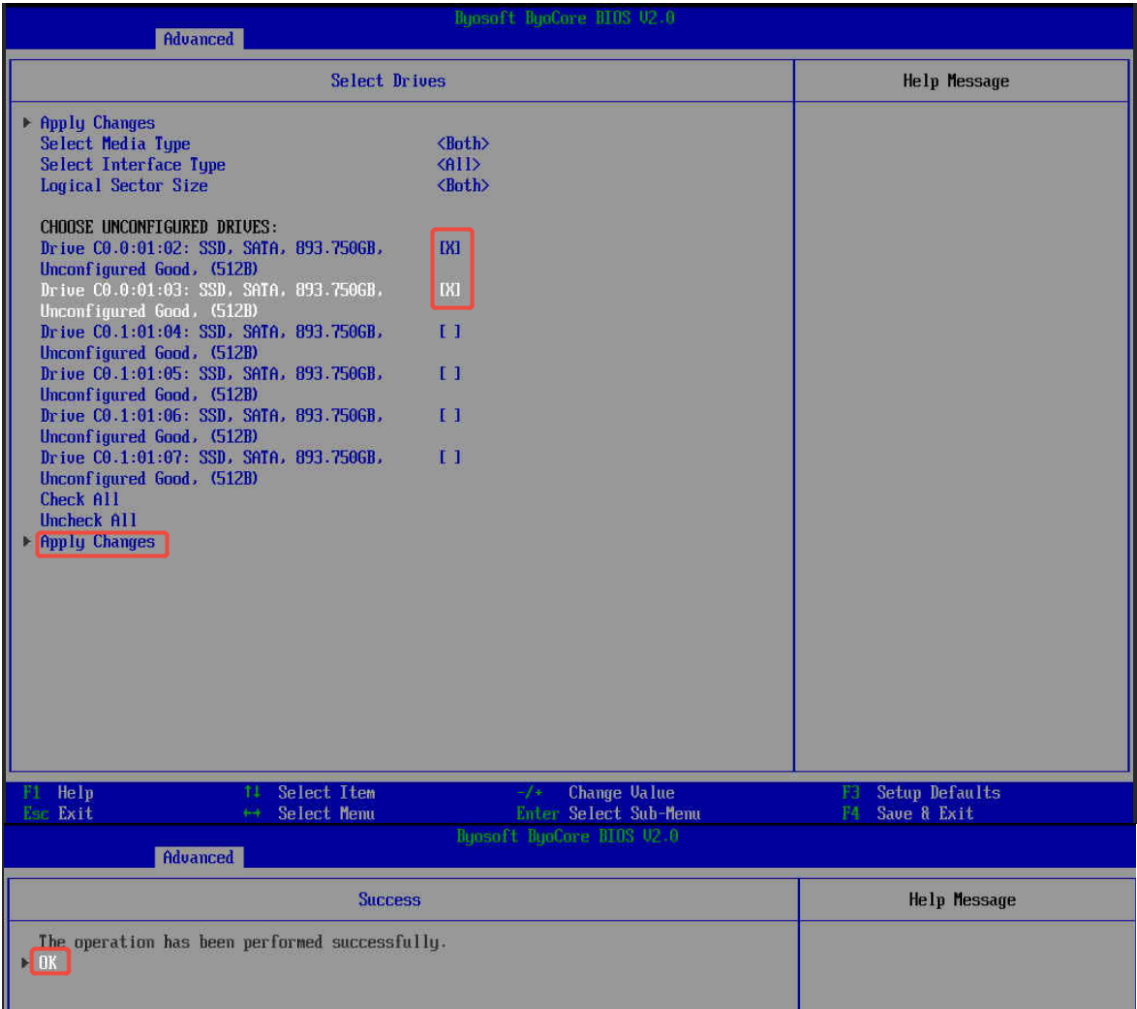 Byosoft ByoCore BIOS V2.0
Advanced
Select Drives
Help Message
Apply Changes
Select Media Type <Both>
Select Interface Type <All>
Logical Sector Size <Both>
CHOOSE UNCONFIGURED DRIVES:
Drive C0.0:01:02: SSD, SATA, 893.750GB, [X]
Unconfigured Good, (512B)
Drive C0.0:01:03: SSD, SATA, 893.750GB, [X]
Unconfigured Good, (512B)
Drive C0.1:01:04: SSD, SATA, 893.750GB, [ ]
Unconfigured Good, (512B)
Drive C0.1:01:05: SSD, SATA, 893.750GB, [ ]
Unconfigured Good, (512B)
Drive C0.1:01:06: SSD, SATA, 893.750GB, [ ]
Unconfigured Good, (512B)
Drive C0.1:01:07: SSD, SATA, 893.750GB, [ ]
Unconfigured Good, (512B)
Check All
Uncheck All
Apply Changes
F1 Help ↑↓ Select Item -/+ Change Value F3 Setup Defaults
Esc Exit ←→ Select Menu Enter Select Sub-Menu F4 Save & Exit
Byosoft ByoCore BIOS V2.0
Advanced
Success
Help Message
The operation has been performed successfully.
OK